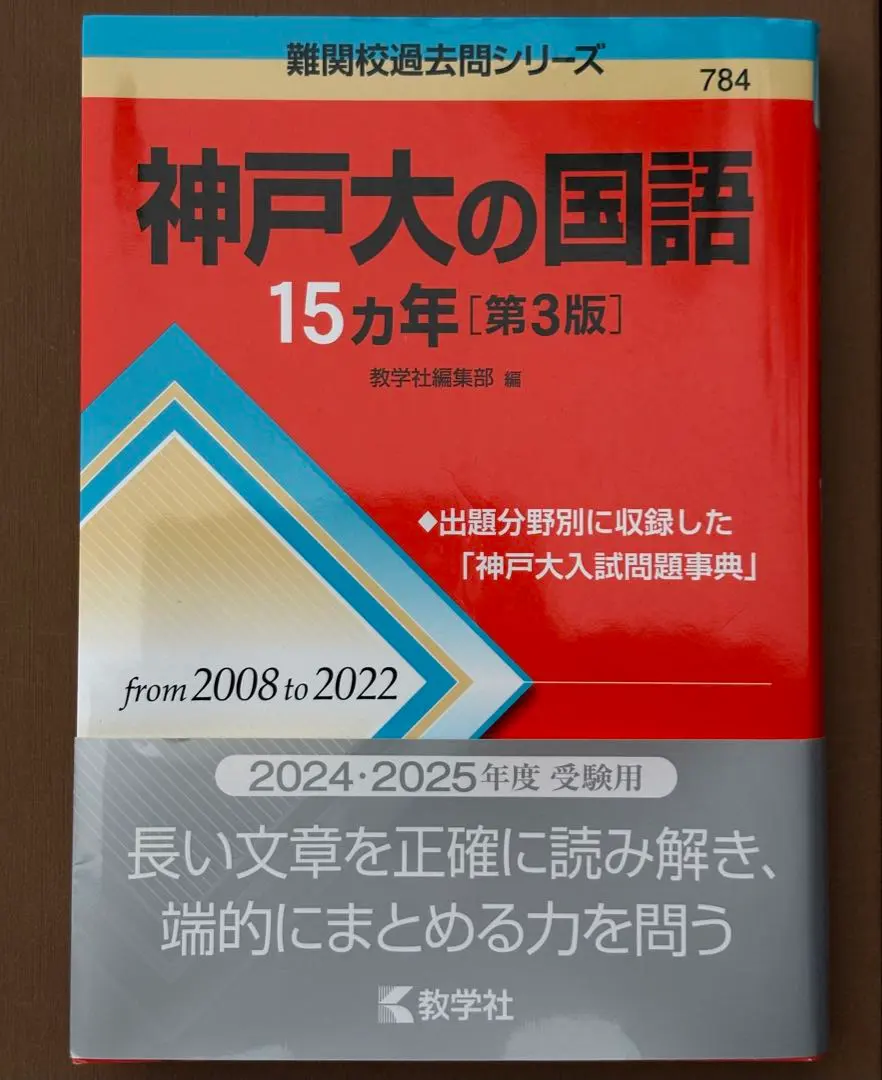 難関校過去問シリーズ
784
神戸大の国語
15ヵ年[第3版]
教学社編集部 編
◆出題分野別に収録した
「神戸大入試問題事典」
from 2008 to 2022
2024・2025年度 受験用
長い文章を正確に読み解き、
端的にまとめる力を問う
教学社